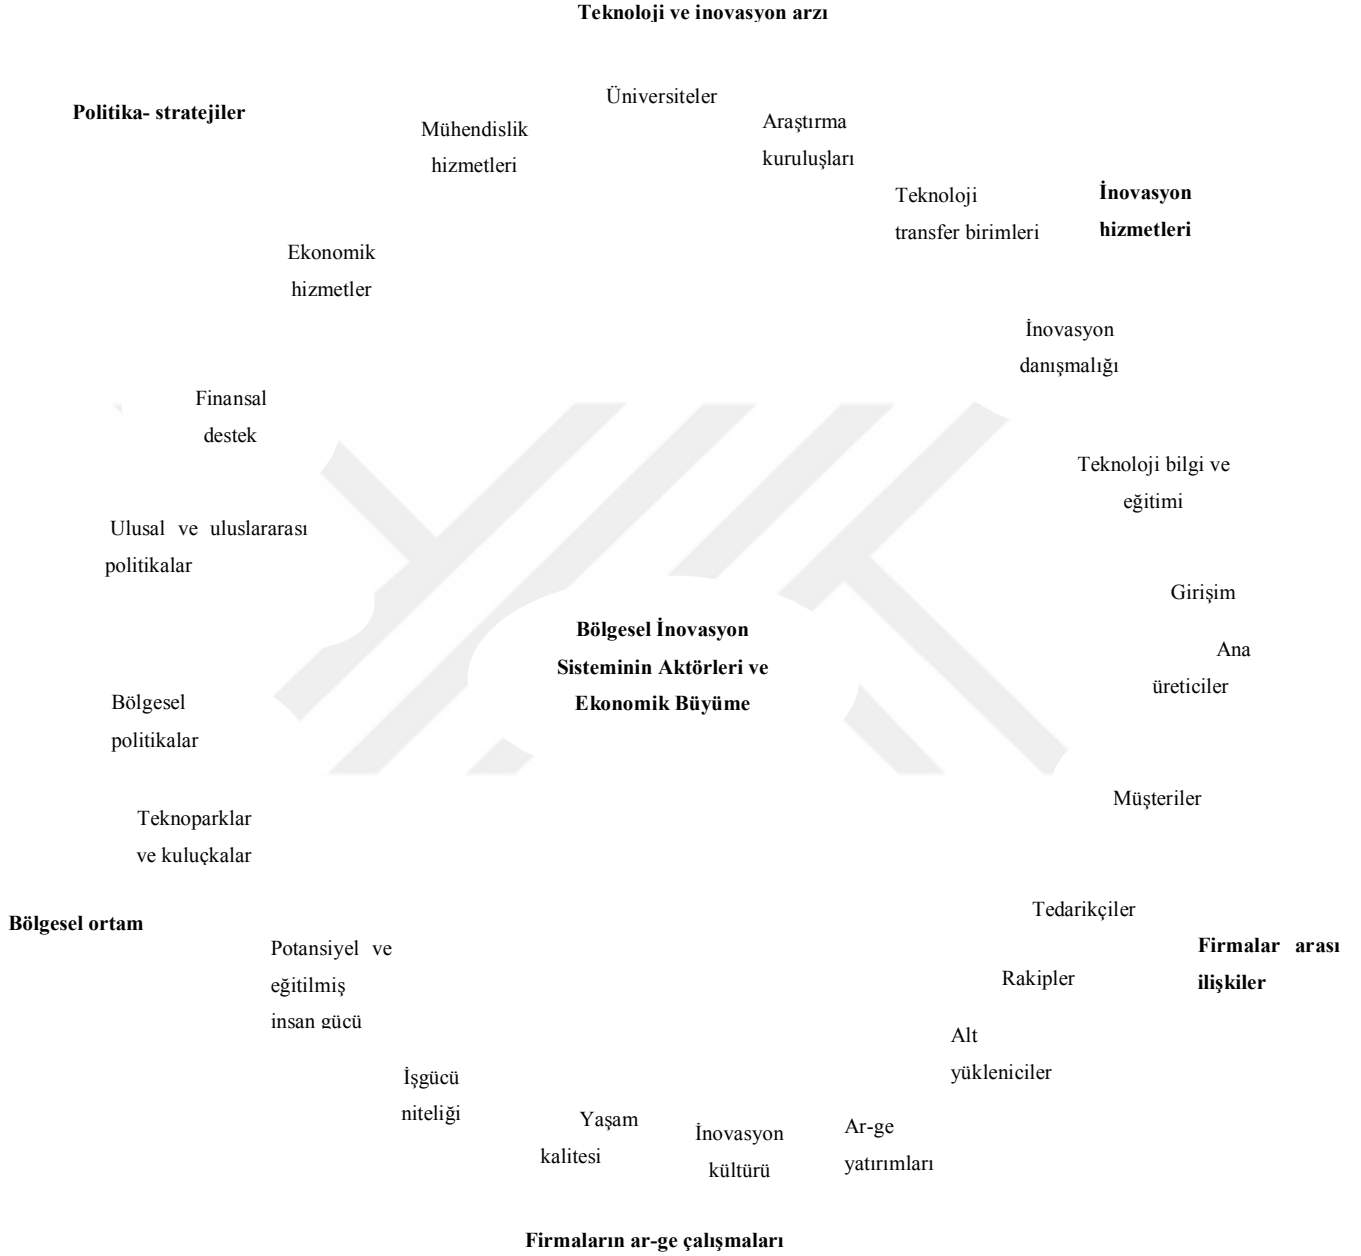 Teknoloji ve inovasyon arzı
Üniversiteler
Politika- stratejiler
Mühendislik
hizmetleri
Araştırma
kuruluşları
Teknoloji
transfer birimleri
İnovasyon
hizmetleri
Ekonomik
hizmetler
İnovasyon
danışmalığı
Finansal
destek
Teknoloji bilgi ve
eğitimi
Ulusal ve uluslararası
politikalar
Girişim
Bölgesel İnovasyon
Sisteminin Aktörleri ve
Ekonomik Büyüme
Ana
üreticiler
Bölgesel
politikalar
Müşteriler
Teknoparklar
ve kuluçkalar
Bölgesel ortam
Tedarikçiler
Firmalar arası
ilişkiler
Potansiyel ve
eğitilmiş
insan gücü
Rakipler
Alt
yükleniciler
İşgücü
niteliği
Yaşam
kalitesi
İnovasyon
kültürü
Ar-ge
yatırımları
Firmaların ar-ge çalışmaları